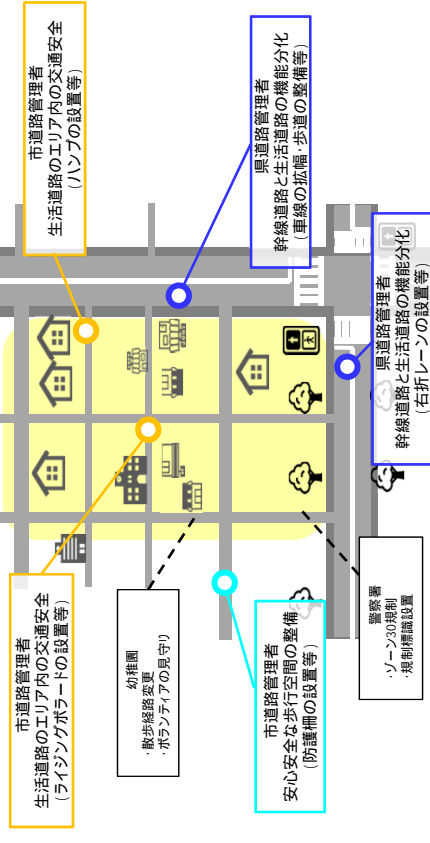 市道路管理者
生活道路のエリア内の交通安全
(ライジングボラードの設置等)
市道路管理者
生活道路のエリア内の交通安全
(ハンプの設置等)
幼稚園
・散歩経路変更
・ボランティアの見守り
県道路管理者
幹線道路と生活道路の機能分化
(車線の拡幅・歩道の整備等)
市道路管理者
安心安全な歩行空間の整備
(防護柵の設置等)
警察署
・ゾーン30規制
・規制標識設置
県道路管理者
幹線道路と生活道路の機能分化
(右折レーンの設置等)